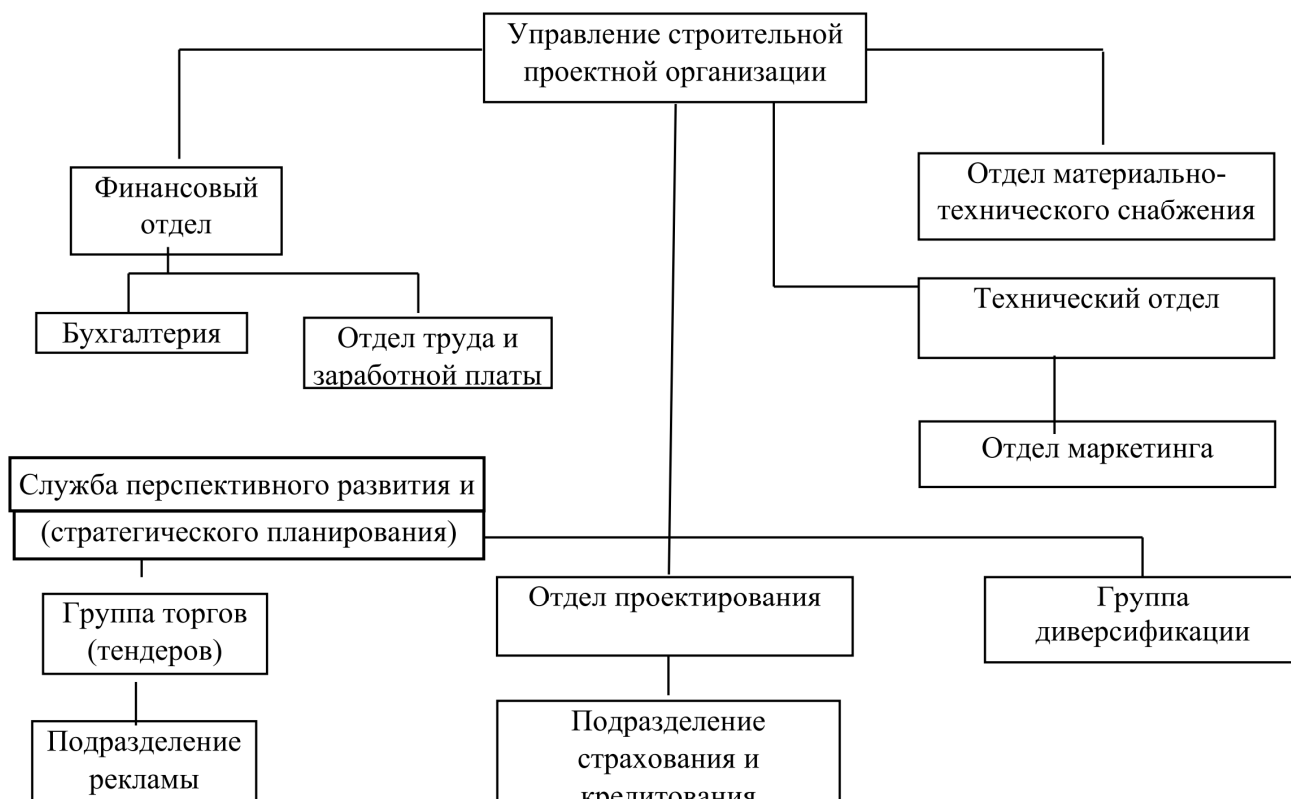 Управление строительной
проектной организации
Финансовый
отдел
Отдел материально-
технического снабжения
Технический отдел
Бухгалтерия
Отдел труда и
заработной платы
Отдел маркетинга
Служба перспективного развития и
(стратегического планирования)
Группа торгов
(тендеров)
Отдел проектирования
Группа
диверсификации
Подразделение
рекламы
Подразделение
страхования и
кредитования